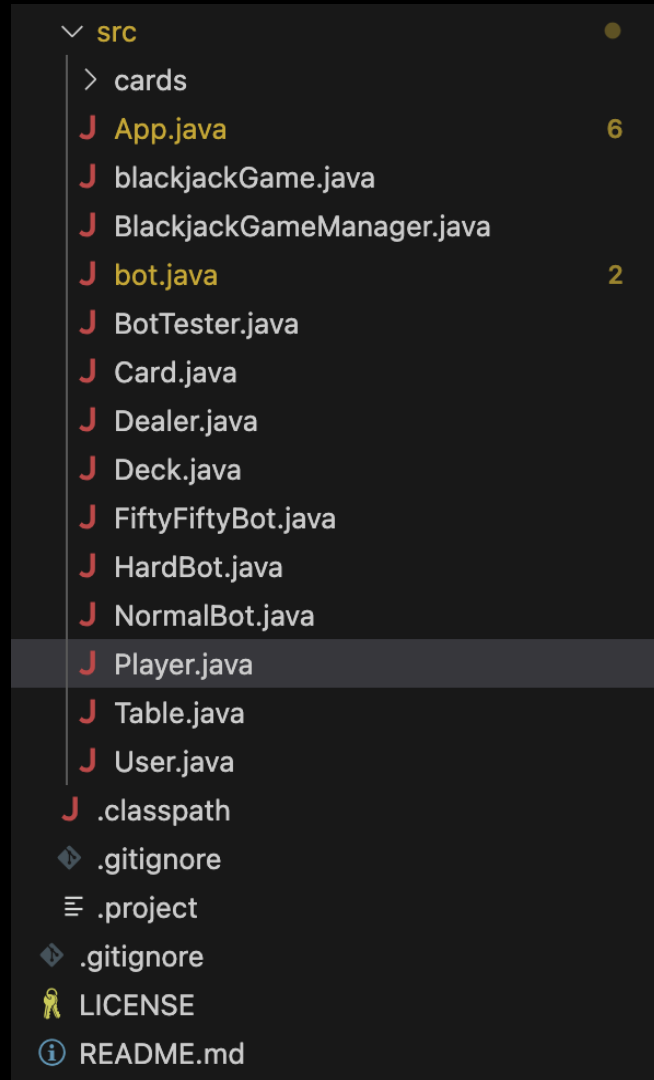 src
cards
J App.java 6
J blackjackGame.java
J BlackjackGameManager.java
J bot.java 2
J BotTester.java
J Card.java
J Dealer.java
J Deck.java
J FiftyFiftyBot.java
J HardBot.java
J NormalBot.java
J Player.java
J Table.java
J User.java
J .classpath
.gitignore
.project
.gitignore
LICENSE
README.md